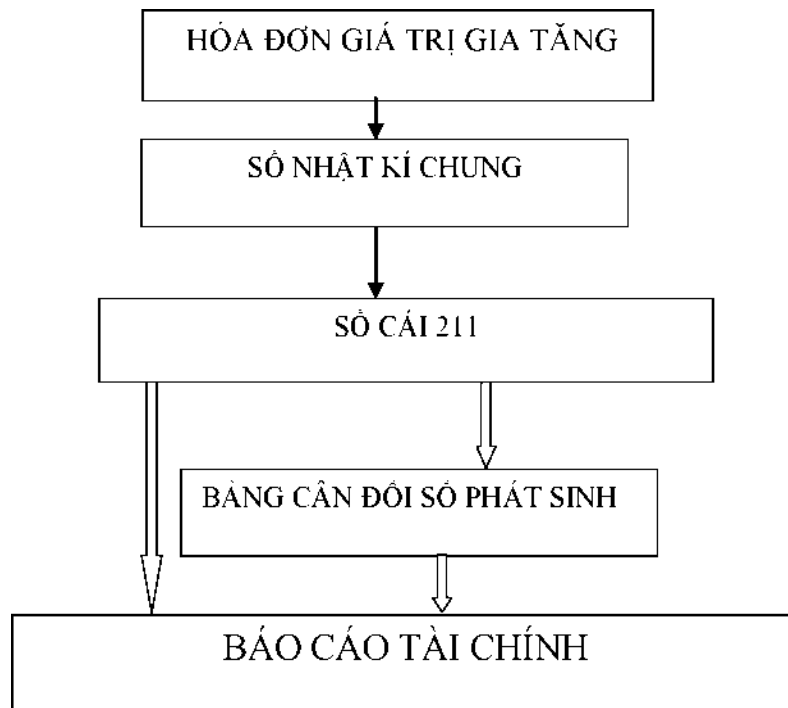 HÓA ĐƠN GIÁ TRỊ GIA TĂNG
SỔ NHẬT KÍ CHUNG
SỔ CÁI 211
BẢNG CÂN ĐỐI SỐ PHÁT SINH
BÁO CÁO TÀI CHÍNH